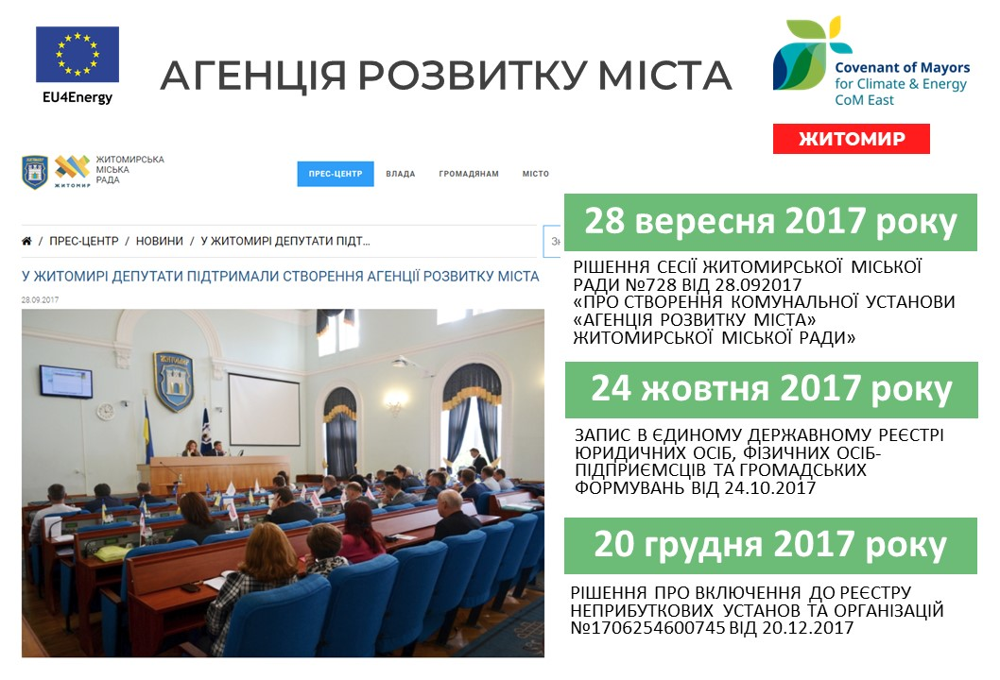 EU4Energy
АГЕНЦІЯ РОЗВИТКУ МІСТА
Covenant of Mayors
for Climate & Energy
CoM East
ЖИТОМИР
ЖИТОМИР
ЖИТОМИРСЬКА
МІСЬКА
РАДА
ПРЕС-ЦЕНТР ВЛАДА ГРОМАДЯНАМ МІСТО
/ ПРЕС-ЦЕНТР / НОВИНИ / У ЖИТОМИРІ ДЕПУТАТИ ПІДТ...
У ЖИТОМИРІ ДЕПУТАТИ ПІДТРИМАЛИ СТВОРЕННЯ АГЕНЦІЇ РОЗВИТКУ МІСТА
28.09.2017
28 вересня 2017 року
РІШЕННЯ СЕСІЇ ЖИТОМИРСЬКОЇ МІСЬКОЇ
РАДИ №728 ВІД 28.092017
«ПРО СТВОРЕННЯ КОМУНАЛЬНОЇ УСТАНОВИ
«АГЕНЦІЯ РОЗВИТКУ МІСТА»
ЖИТОМИРСЬКОЇ МІСЬКОЇ РАДИ»
24 жовтня 2017 року
ЗАПИС В ЄДИНОМУ ДЕРЖАВНОМУ РЕЄСТРІ
ЮРИДИЧНИХ ОСІБ, ФІЗИЧНИХ ОСІБ-
ПІДПРИЄМСЦІВ ТА ГРОМАДСЬКИХ
ФОРМУВАНЬ ВІД 24.10.2017
20 грудня 2017 року
РІШЕННЯ ПРО ВКЛЮЧЕННЯ ДО РЕЄСТРУ
НЕПРИБУТКОВИХ УСТАНОВ ТА ОРГАНІЗАЦІЙ
№1706254600745 ВІД 20.12.2017